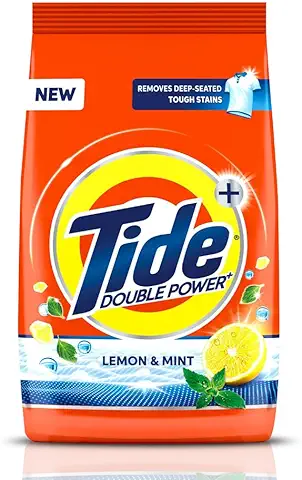 NEW
REMOVES DEEP-SEATED
TOUGH STAINS
Tide®
DOUBLE POWER+
LEMON & MINT